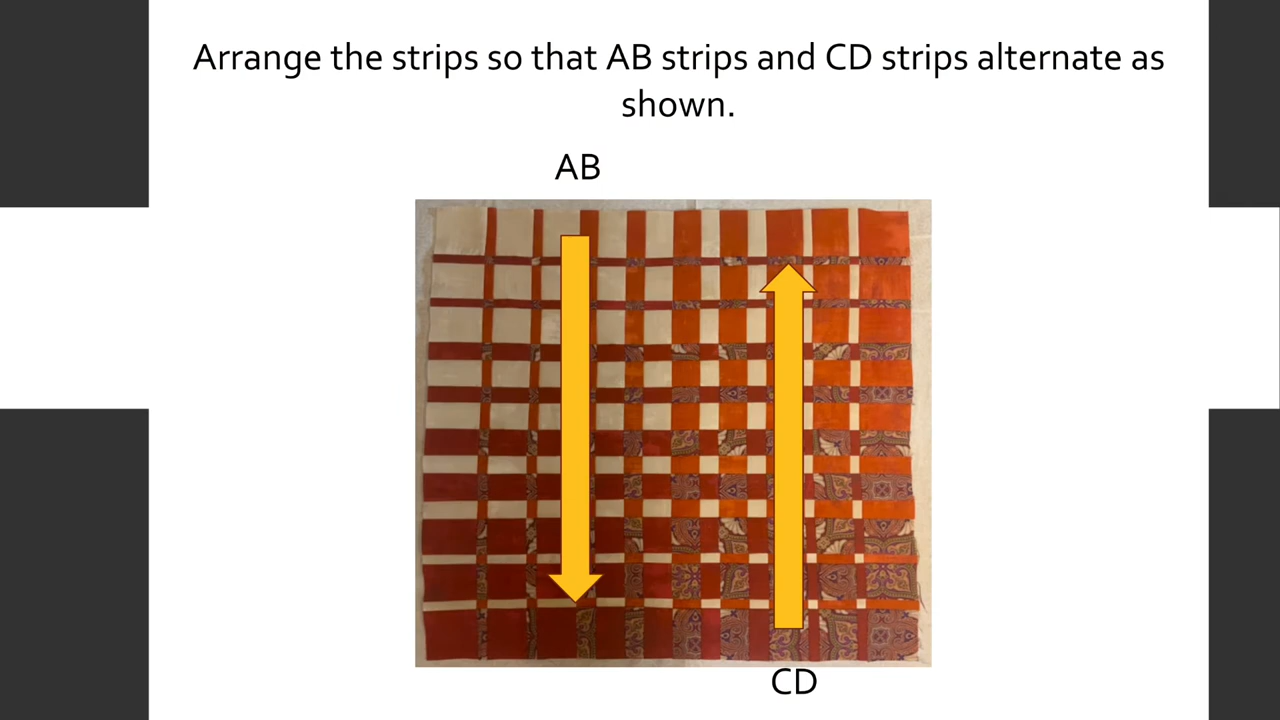 Arrange the strips so that AB strips and CD strips alternate as
shown.
AB
CD